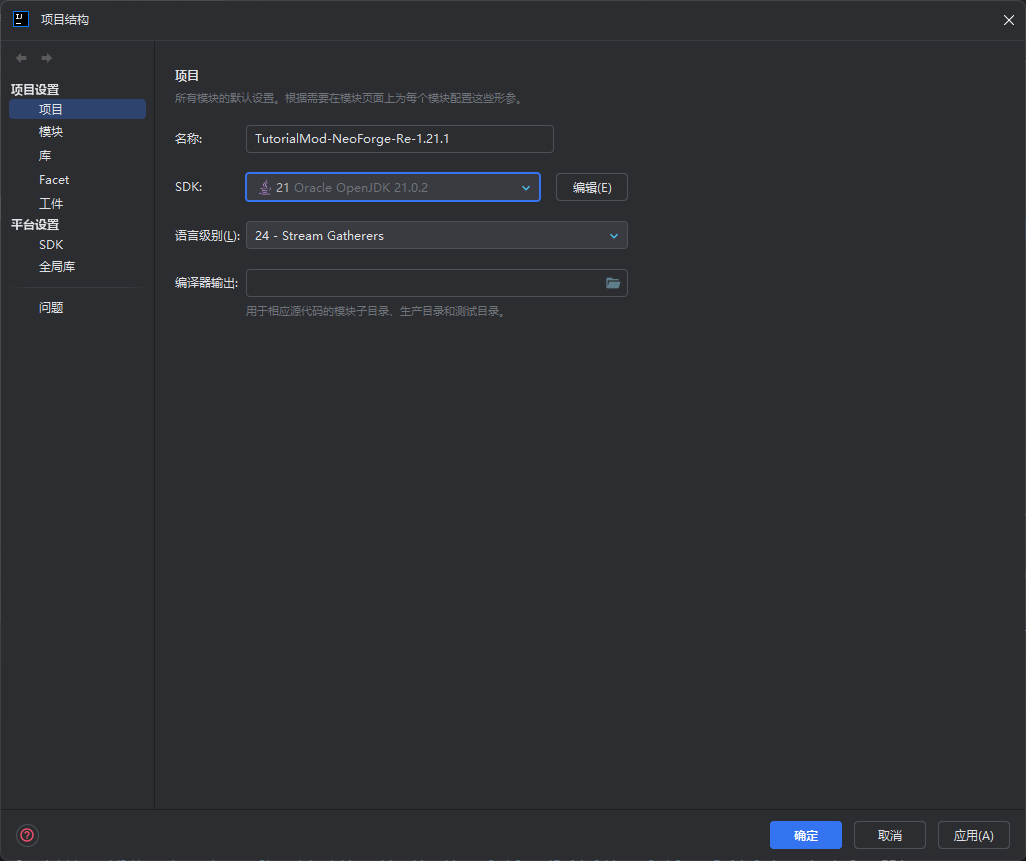 项目结构
项目设置
项目
模块
库
Facet
工件
平台设置
SDK
全局库
问题
项目
所有模块的默认设置。根据需要在模块页面上为每个模块配置这些形参。
名称: TutorialMod-NeoForge-Re-1.21.1
SDK: 21 Oracle OpenJDK 21.0.2 编辑(E)
语言级别(L): 24 - Stream Gatherers
编译器输出:
用于相应源代码的模块子目录、生产目录和测试目录。
确定 取消 应用(A)